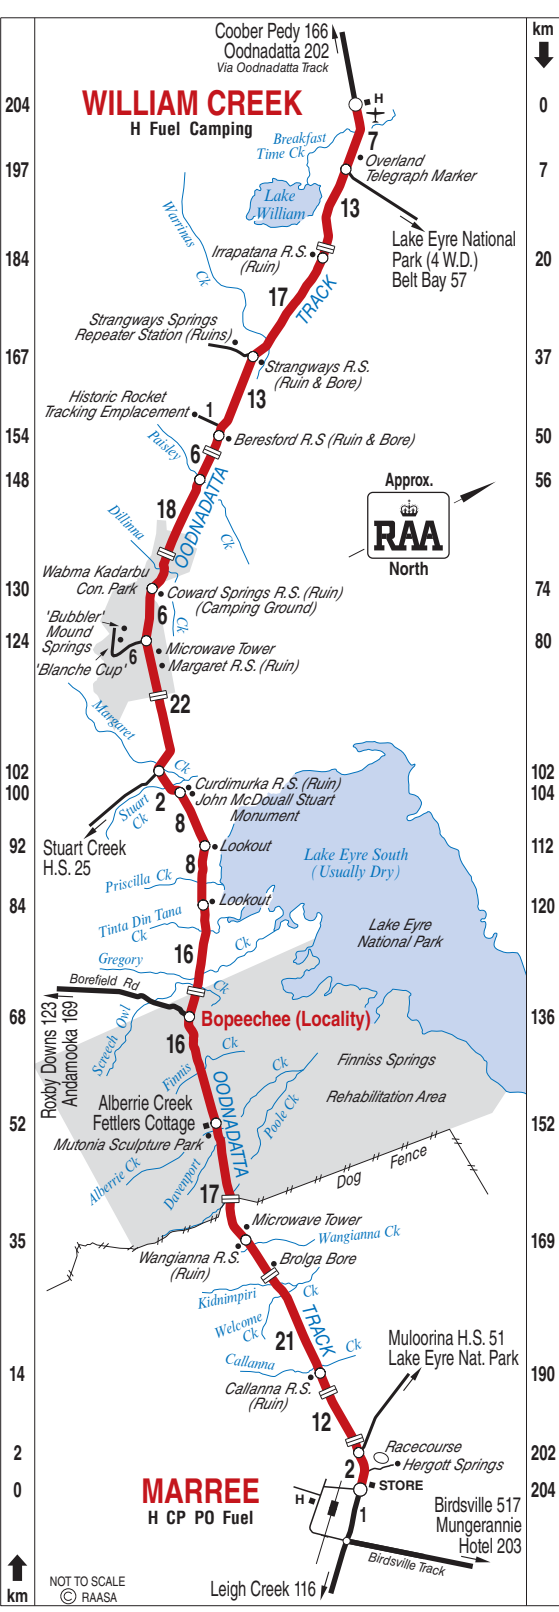 Coober Pedy 166
Oodnadatta 202
Via Oodnadatta Track
km
204
WILLIAM CREEK
H Fuel Camping
H
0
7
Breakfast
Time Ck
197
Overland
Telegraph Marker
7
Lake
William
13
Warrinas
Ck
Lake Eyre National
Park (4 W.D.)
Belt Bay 57
184
Irrapatana R.S.
(Ruin)
20
17
TRACK
Strangways Springs
Repeater Station (Ruins)
167
Strangways R.S.
(Ruin & Bore)
37
13
Historic Rocket
Tracking Emplacement
1
154
Beresford R.S (Ruin & Bore)
50
Paisley
6
148
56
OODNADATTA
Ck
18
Dillinna
Approx.
RAA
North
Wabma Kadarbu
Con. Park
130
Coward Springs R.S. (Ruin)
(Camping Ground)
74
6
Ck
'Bubbler'
Mound
Springs
'Blanche Cup'
6
124
Microwave Tower
Margaret R.S. (Ruin)
80
22
Margaret
Ck
102
102
100
Curdimurka R.S. (Ruin)
John McDouall Stuart
Monument
104
2
Stuart
Ck
8
Stuart Creek
H.S. 25
92
Lookout
112
8
Lake Eyre South
(Usually Dry)
Priscilla Ck
84
Lookout
120
Tinta Din Tana
Ck
Lake Eyre
National Park
16
Ck
Gregory
Ck
Borefield Rd
Roxby Downs 123
Andamooka 169
68
Bopeechee (Locality)
136
Screech Owl
16
Ck
Finnis
Finniss Springs
Rehabilitation Area
Ck
Poole Ck
OODNADATTA
Alberrie Creek
Fettlers Cottage
52
152
Mutonia Sculpture Park
Alberrie Ck
Davenport
17
Dog Fence
Microwave Tower
35
Wangianna Ck
169
Wangianna R.S.
(Ruin)
Brolga Bore
Kidnimpiri
Ck
Welcome
Ck
TRACK
21
Ck
Callanna
14
Muloorina H.S. 51
Lake Eyre Nat. Park
190
Callanna R.S.
(Ruin)
12
2
Racecourse
Hergott Springs
202
2
0
MARREE
H CP PO Fuel
STORE
204
H
1
Birdsville 517
Mungerannie
Hotel 203
Birdsville Track
km
NOT TO SCALE
© RAASA
Leigh Creek 116